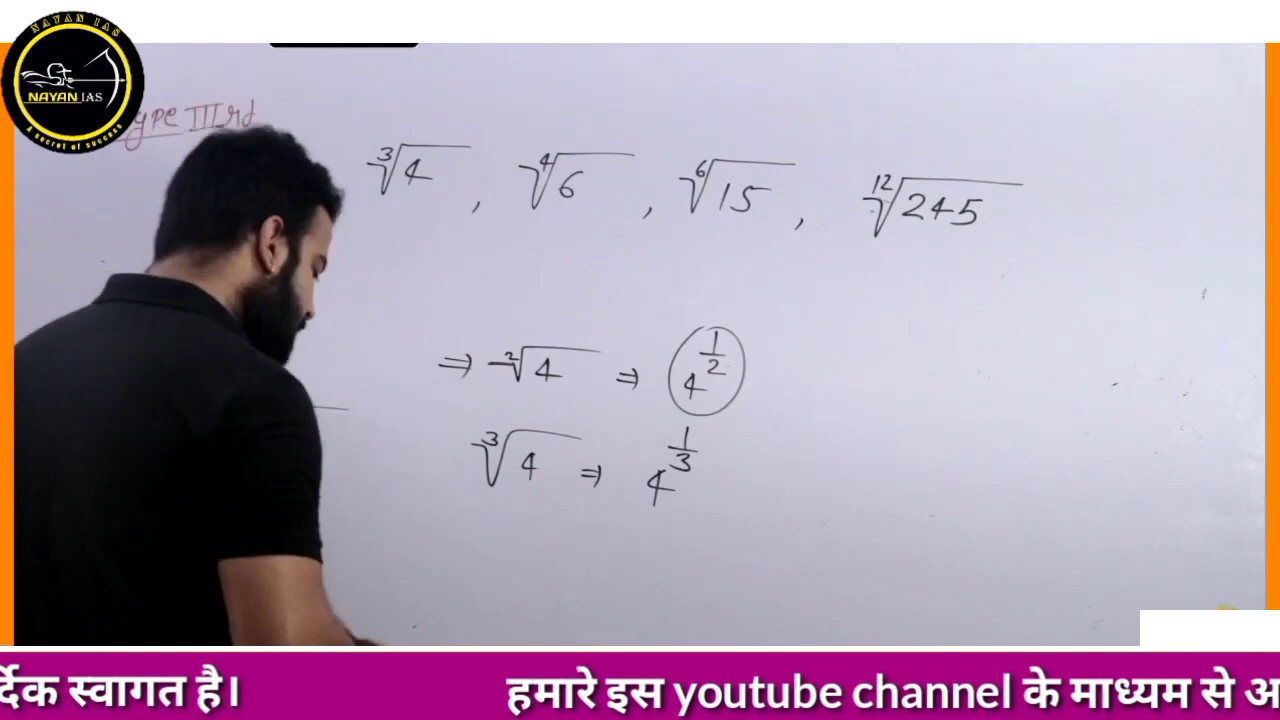 NAYAN IAS
NAYAN IAS
A secret of success
ype IIIrd
∛4 , ∜6 , ⁶√15 , ¹²√245
⇒ ²√4 ⇒ 4^(1/2)
∛4 ⇒ 4^(1/3)
र्दिक स्वागत है। हमारे इस youtube channel के माध्यम से अ